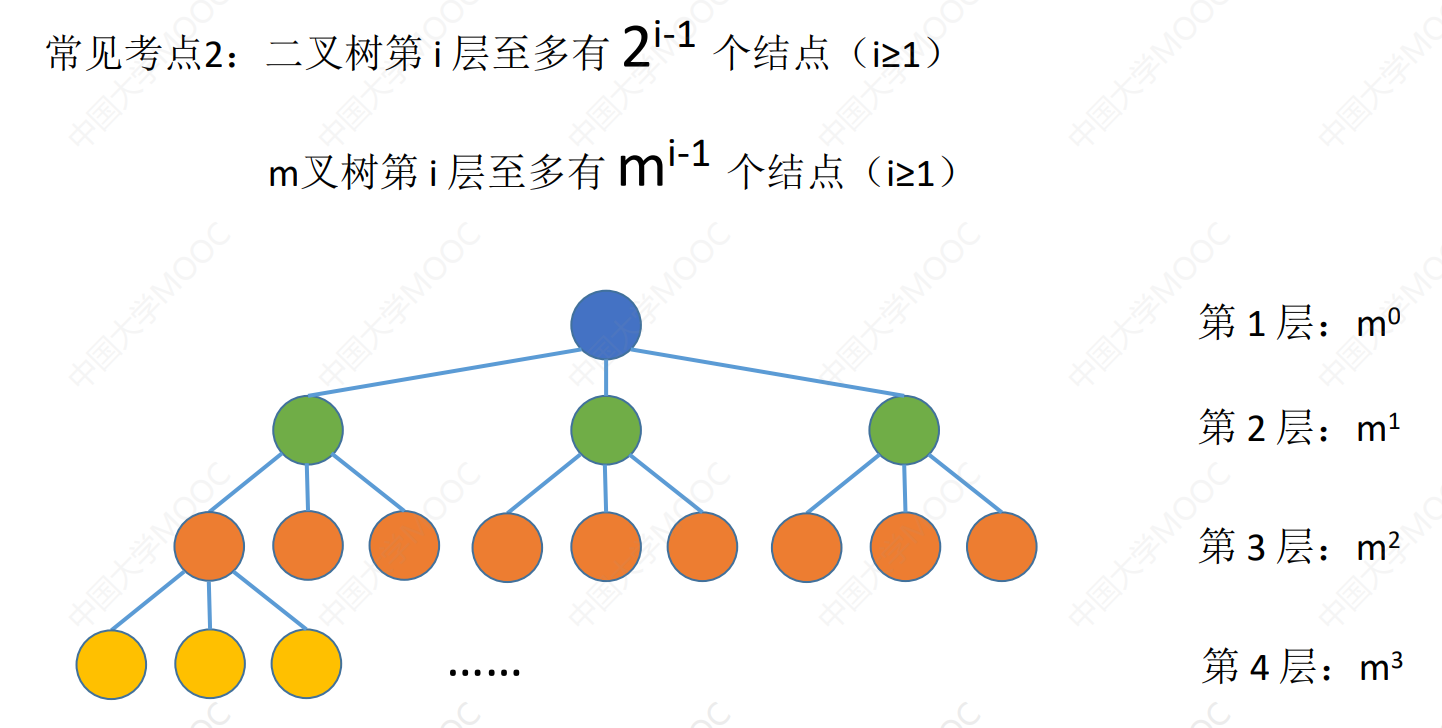 常见考点2：二叉树第 i 层至多有 2^{i-1} 个结点（i≥1）
m叉树第 i 层至多有 m^{i-1} 个结点（i≥1）
第 1 层：m^0
第 2 层：m^1
第 3 层：m^2
……
第 4 层：m^3
中国大学MOOC